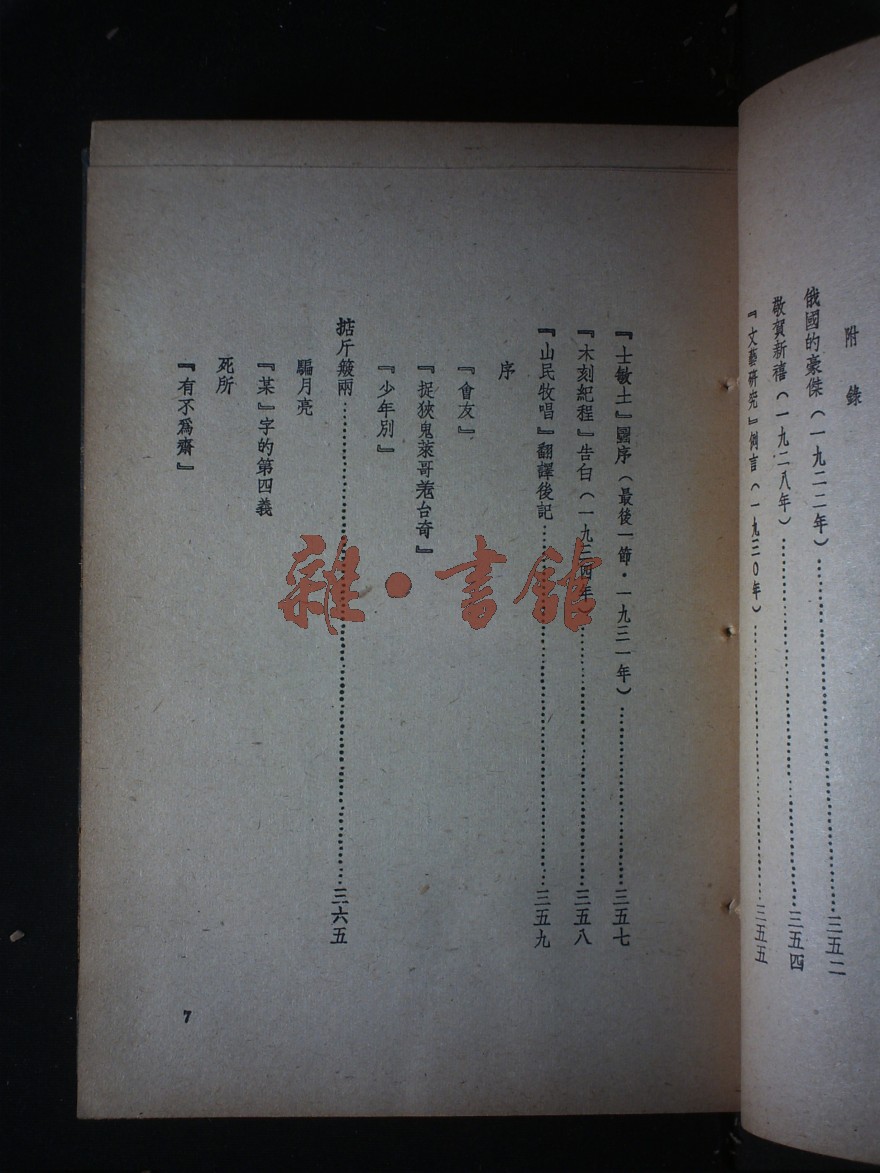 附錄
俄國的豪傑(一九二二年)……三五二
敬賀新禧(一九二八年)……三五四
『文藝研究』例言(一九三〇年)……三五五
『士敏土』圖序(最後一節·一九三一年)……三五七
『木刻紀程』告白(一九三四年)……三五八
『山民牧唱』翻譯後記……三五九
序
『會友』
『捉狹鬼萊哥羌台奇』
『少年別』
掂斤簸兩……三六五
騙月亮
『某』字的第四義
死所
『有不爲齋』
7
雜·書館